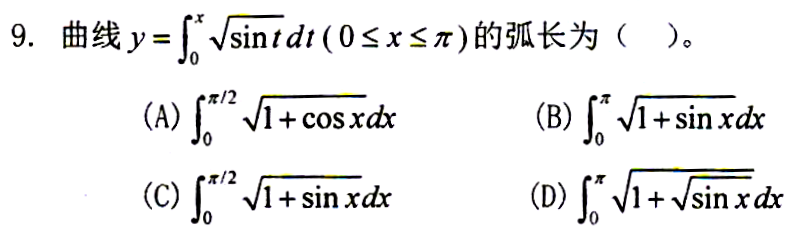 9. 曲线 $y=\int_0^x \sqrt{\sin t}\,dt\,(0\le x\le \pi)$ 的弧长为（ ）。
(A) $\int_0^{\pi/2} \sqrt{1+\cos x}\,dx$ (B) $\int_0^{\pi} \sqrt{1+\sin x}\,dx$
(C) $\int_0^{\pi/2} \sqrt{1+\sin x}\,dx$ (D) $\int_0^{\pi} \sqrt{1+\sqrt{\sin x}}\,dx$